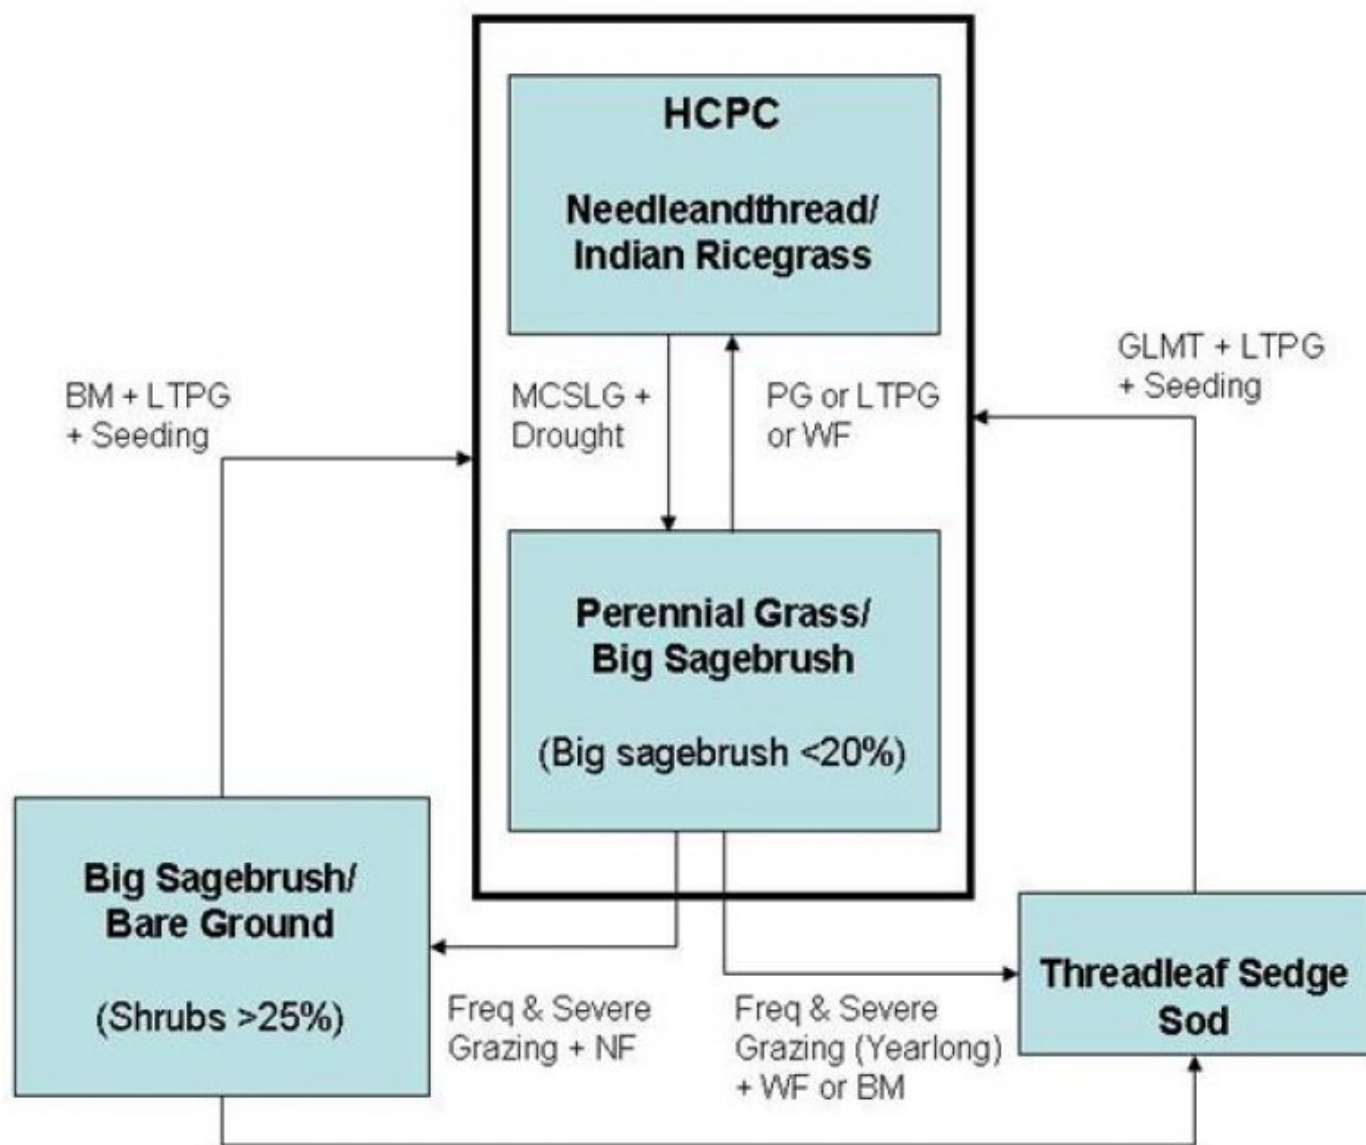 HCPC
Needleandthread/
Indian Ricegrass
BM + LTPG
+ Seeding
MCSLG +
Drought
PG or LTPG
or WF
GLMT + LTPG
+ Seeding
Perennial Grass/
Big Sagebrush
(Big sagebrush <20%)
Big Sagebrush/
Bare Ground
(Shrubs >25%)
Freq & Severe
Grazing + NF
Freq & Severe
Grazing (Yearlong)
+ WF or BM
Threadleaf Sedge
Sod